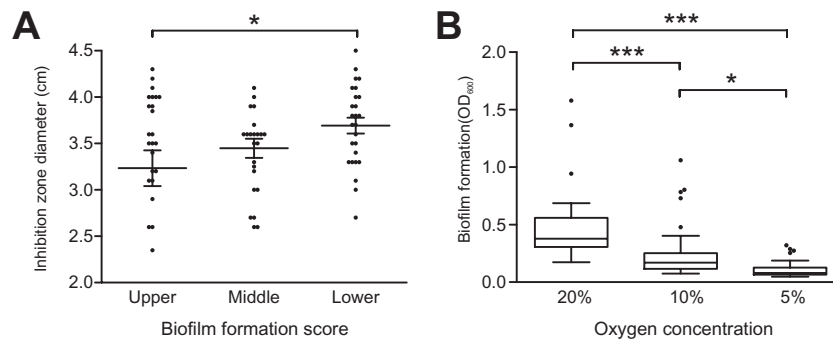 A
*
Inhibition zone diameter (cm)
4.5
4.0
3.5
3.0
2.5
2.0
Upper Middle Lower
Biofilm formation score
B
***
***
*
Biofilm formation(OD₆₀₀)
2.0
1.5
1.0
0.5
0.0
20% 10% 5%
Oxygen concentration